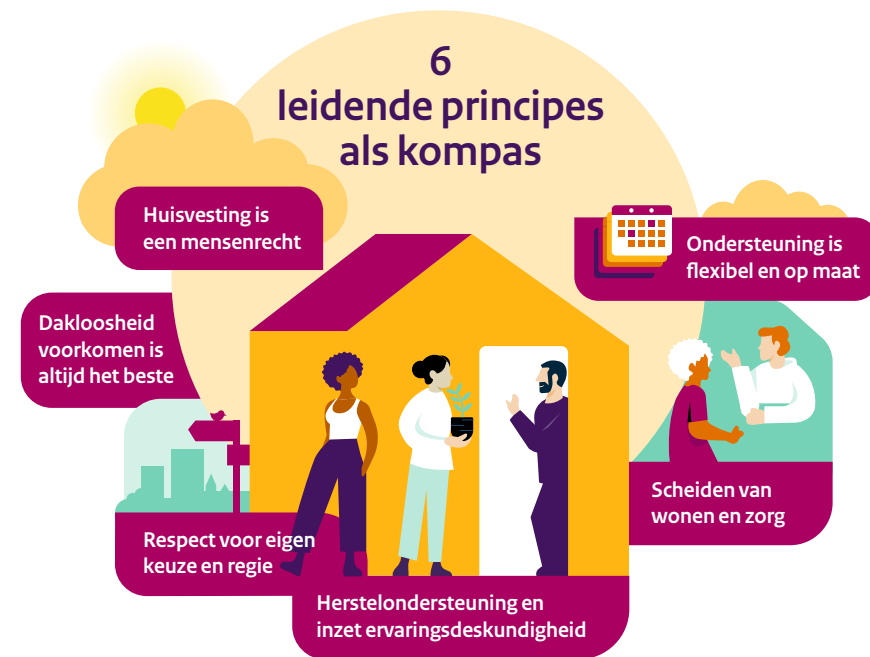 6
leidende principes
als kompas
Huisvesting is
een mensenrecht
Ondersteuning is
flexibel en op maat
Dakloosheid
voorkomen is
altijd het beste
Scheiden van
wonen en zorg
Respect voor eigen
keuze en regie
Herstelondersteuning en
inzet ervaringsdeskundigheid